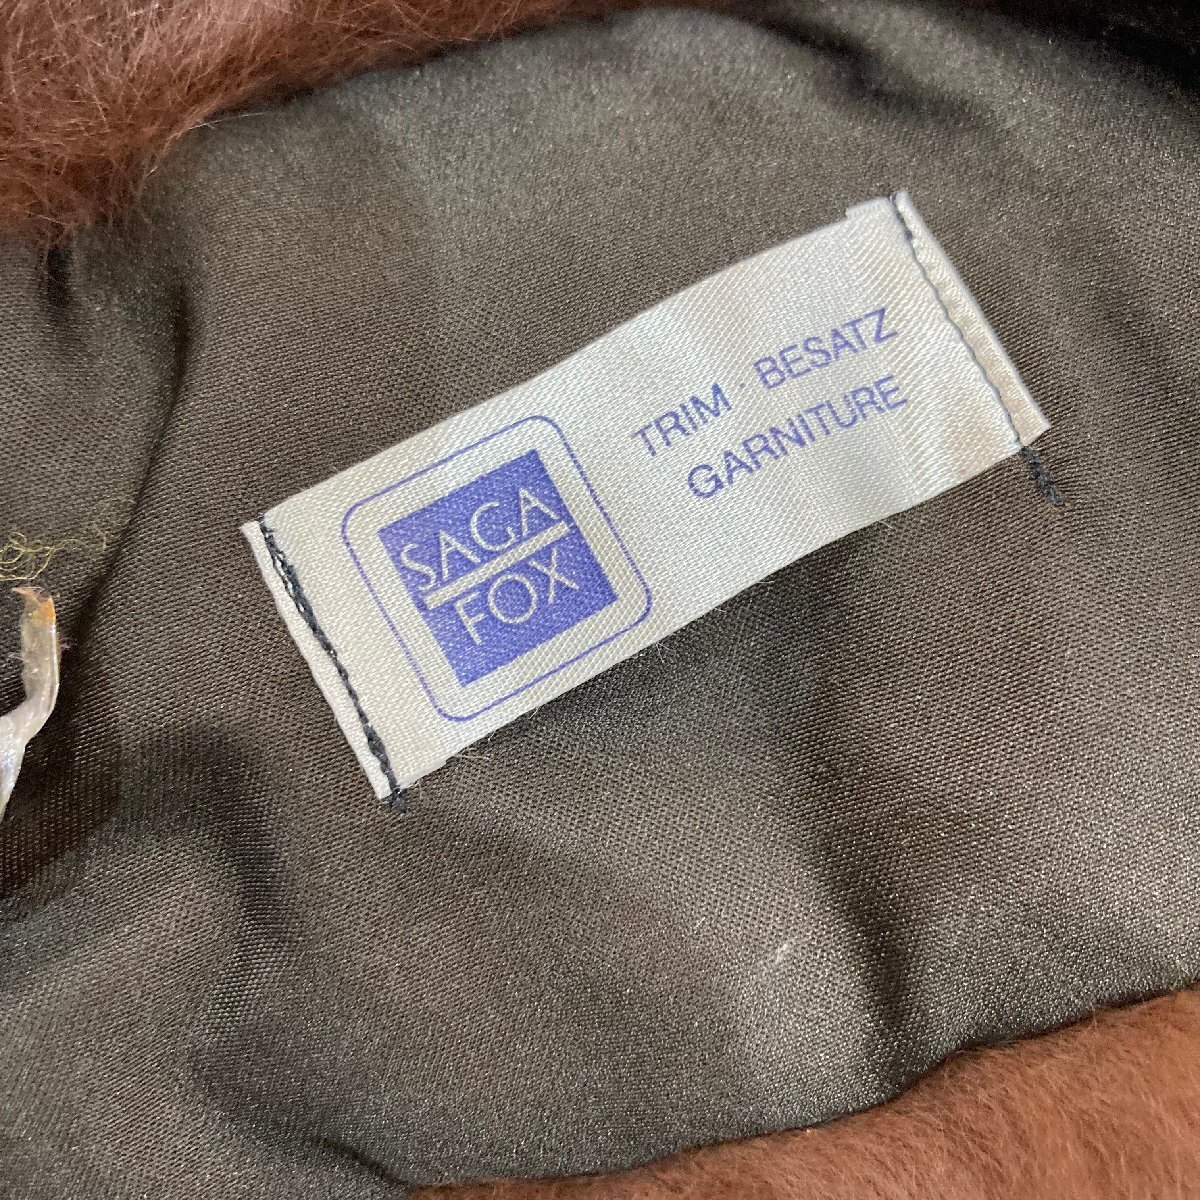 SAGA
FOX
TRIM · BESATZ
GARNITURE